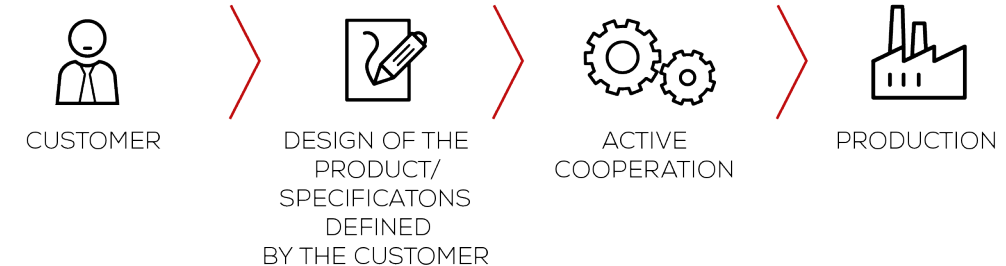 CUSTOMER
DESIGN OF THE
PRODUCT/
SPECIFICATONS
DEFINED
BY THE CUSTOMER
ACTIVE
COOPERATION
PRODUCTION